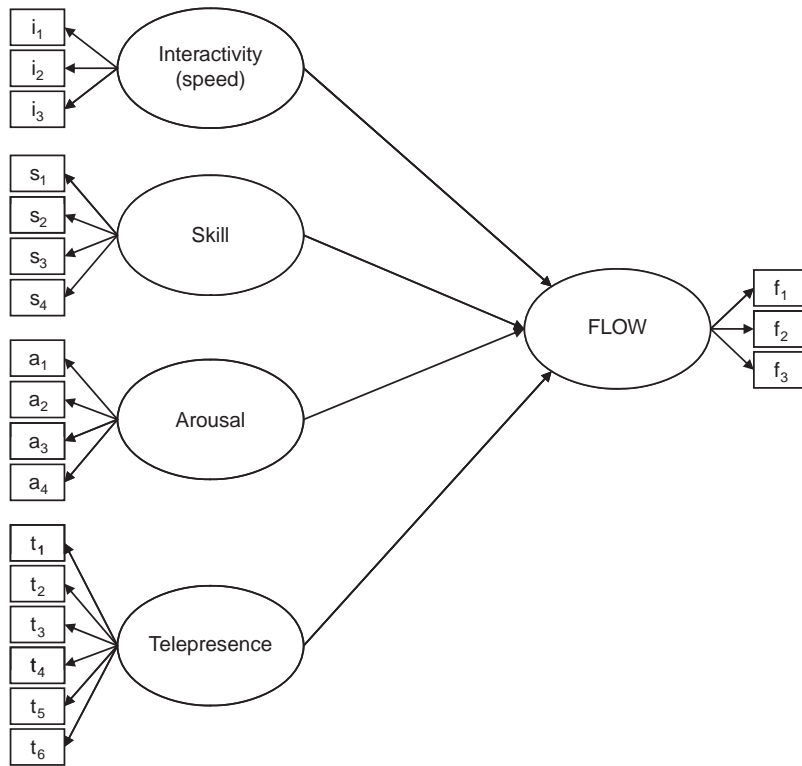 i₁
i₂
i₃
Interactivity
(speed)
s₁
s₂
s₃
s₄
Skill
a₁
a₂
a₃
a₄
Arousal
t₁
t₂
t₃
t₄
t₅
t₆
Telepresence
FLOW
f₁
f₂
f₃